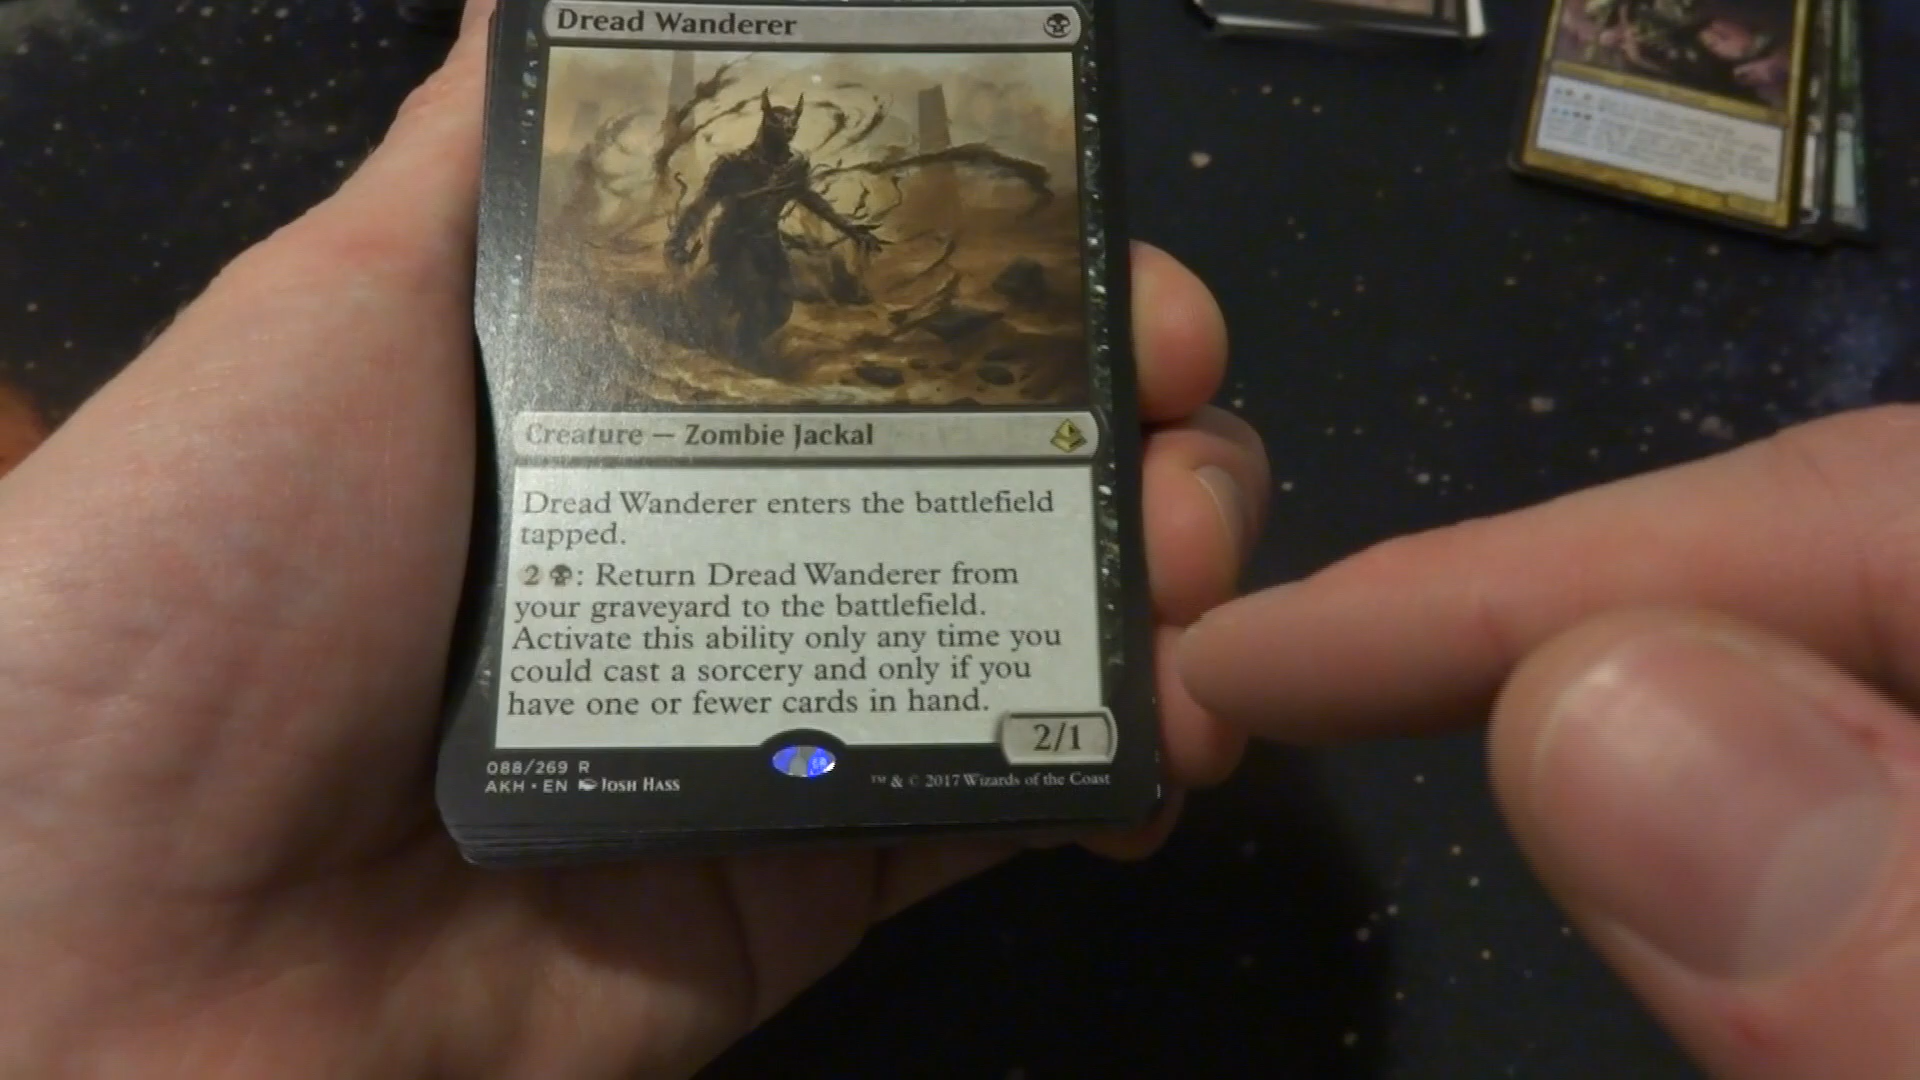 Dread Wanderer
Creature — Zombie Jackal
Dread Wanderer enters the battlefield
tapped.
2 : Return Dread Wanderer from
your graveyard to the battlefield.
Activate this ability only any time you
could cast a sorcery and only if you
have one or fewer cards in hand.
2/1
088/269 R
AKH • EN JOSH HASS
™ & © 2017 Wizards of the Coast